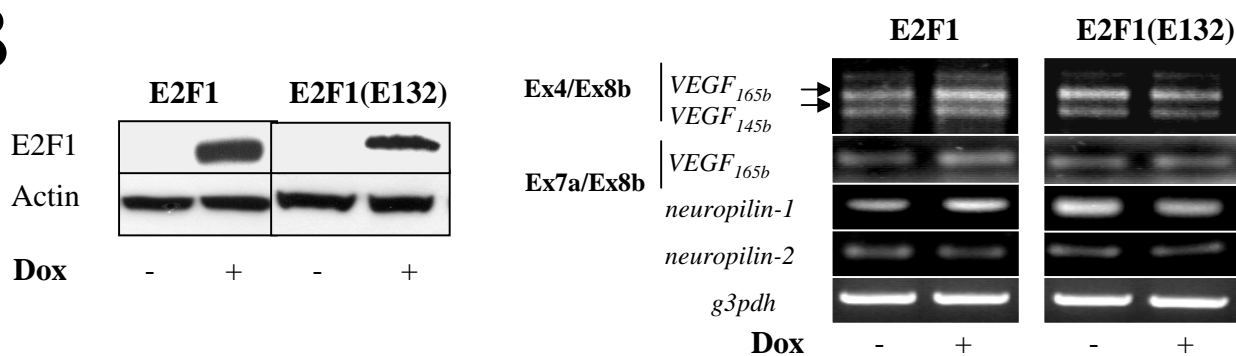 B
E2F1 E2F1(E132)
E2F1
Actin
Dox - + - +
E2F1 E2F1(E132)
Ex4/Ex8b VEGF165b
VEGF145b
Ex7a/Ex8b VEGF165b
neuropilin-1
neuropilin-2
g3pdh
Dox - + - +